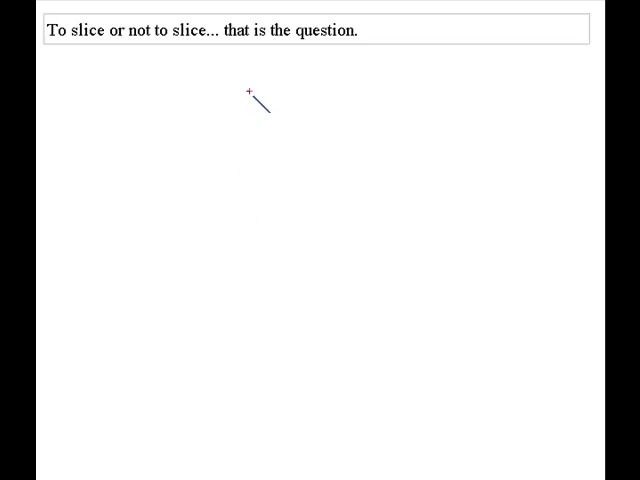 To slice or not to slice... that is the question.